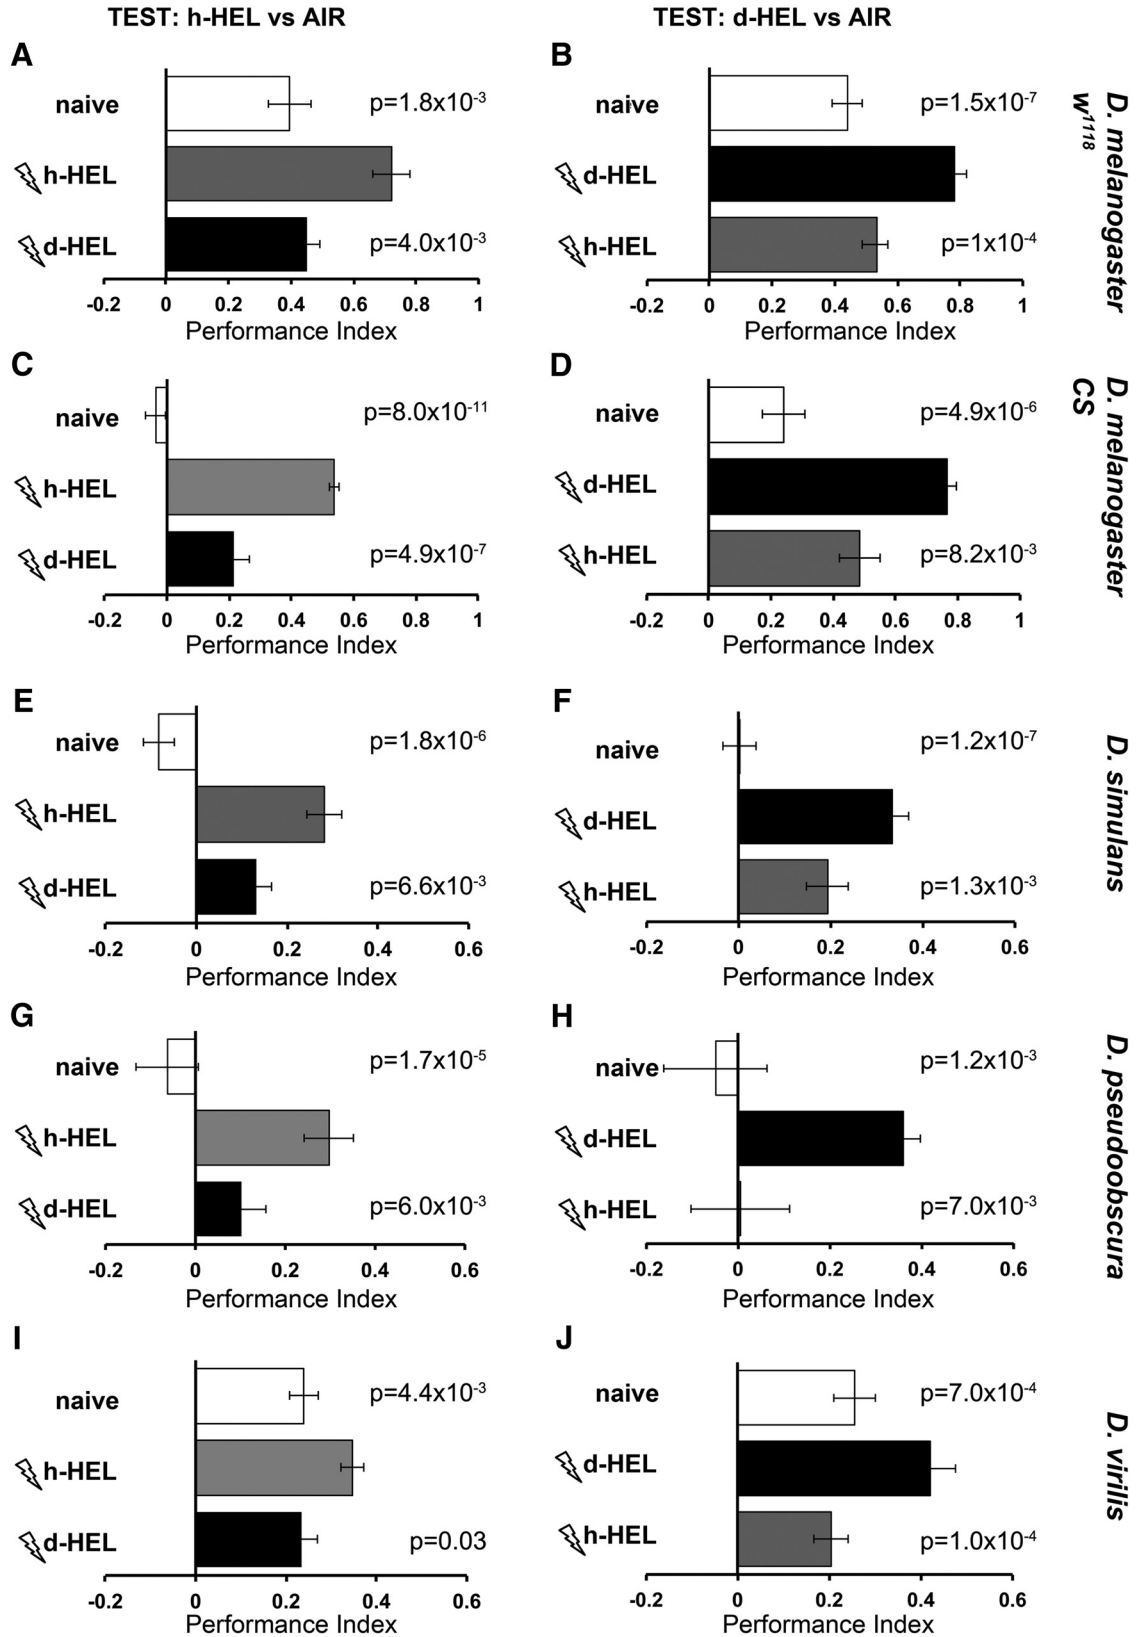 TEST: h-HEL vs AIR
TEST: d-HEL vs AIR
A
naive
p=1.8x10-3
h-HEL
d-HEL
p=4.0x10-3
-0.2 0 0.2 0.4 0.6 0.8 1
Performance Index
B
naive
p=1.5x10-7
d-HEL
h-HEL
p=1x10-4
-0.2 0 0.2 0.4 0.6 0.8 1
Performance Index
D. melanogaster
w1118
C
naive
p=8.0x10-11
h-HEL
d-HEL
p=4.9x10-7
-0.2 0 0.2 0.4 0.6 0.8 1
Performance Index
D
naive
p=4.9x10-6
d-HEL
h-HEL
p=8.2x10-3
-0.2 0 0.2 0.4 0.6 0.8 1
Performance Index
D. melanogaster
CS
E
naive
p=1.8x10-6
h-HEL
d-HEL
p=6.6x10-3
-0.2 0 0.2 0.4 0.6
Performance Index
F
naive
p=1.2x10-7
d-HEL
h-HEL
p=1.3x10-3
-0.2 0 0.2 0.4 0.6
Performance Index
D. simulans
G
naive
p=1.7x10-5
h-HEL
d-HEL
p=6.0x10-3
-0.2 0 0.2 0.4 0.6
Performance Index
H
naive
p=1.2x10-3
d-HEL
h-HEL
p=7.0x10-3
-0.2 0 0.2 0.4 0.6
Performance Index
D. pseudoobscura
I
naive
p=4.4x10-3
h-HEL
d-HEL
p=0.03
-0.2 0 0.2 0.4 0.6
Performance Index
J
naive
p=7.0x10-4
d-HEL
h-HEL
p=1.0x10-4
-0.2 0 0.2 0.4 0.6
Performance Index
D. virilis